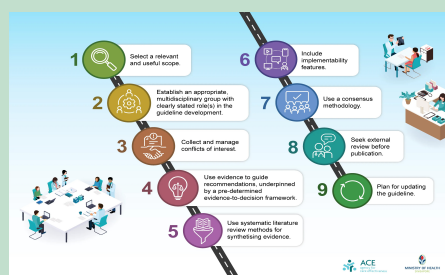 1
Select a relevant
and useful scope.
2
Establish an appropriate,
multidisciplinary group with
clearly stated role(s) in the
guideline development.
3
Collect and manage
conflicts of interest.
4
Use evidence to guide
recommendations, underpinned
by a pre-determined
evidence-to-decision framework.
5
Use systematic literature
review methods for
synthetising evidence.
6
Include
implementability
features.
7
Use a consensus
methodology.
8
Seek external
review before
publication.
9
Plan for updating
the guideline.
ACE
MINISTRY OF HEALTH